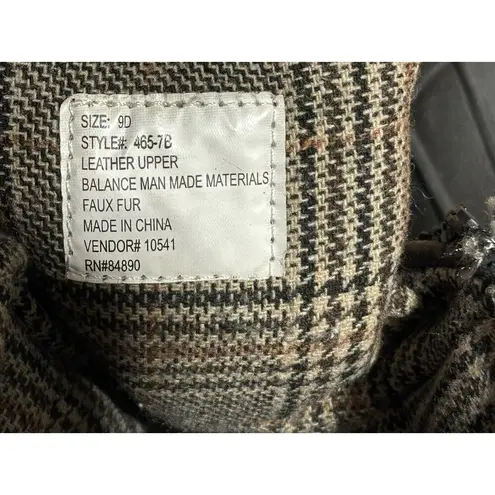 SIZE: 9D
STYLE#: 465-7B
LEATHER UPPER
BALANCE MAN MADE MATERIALS
FAUX FUR
MADE IN CHINA
VENDOR# 10541
RN#84890